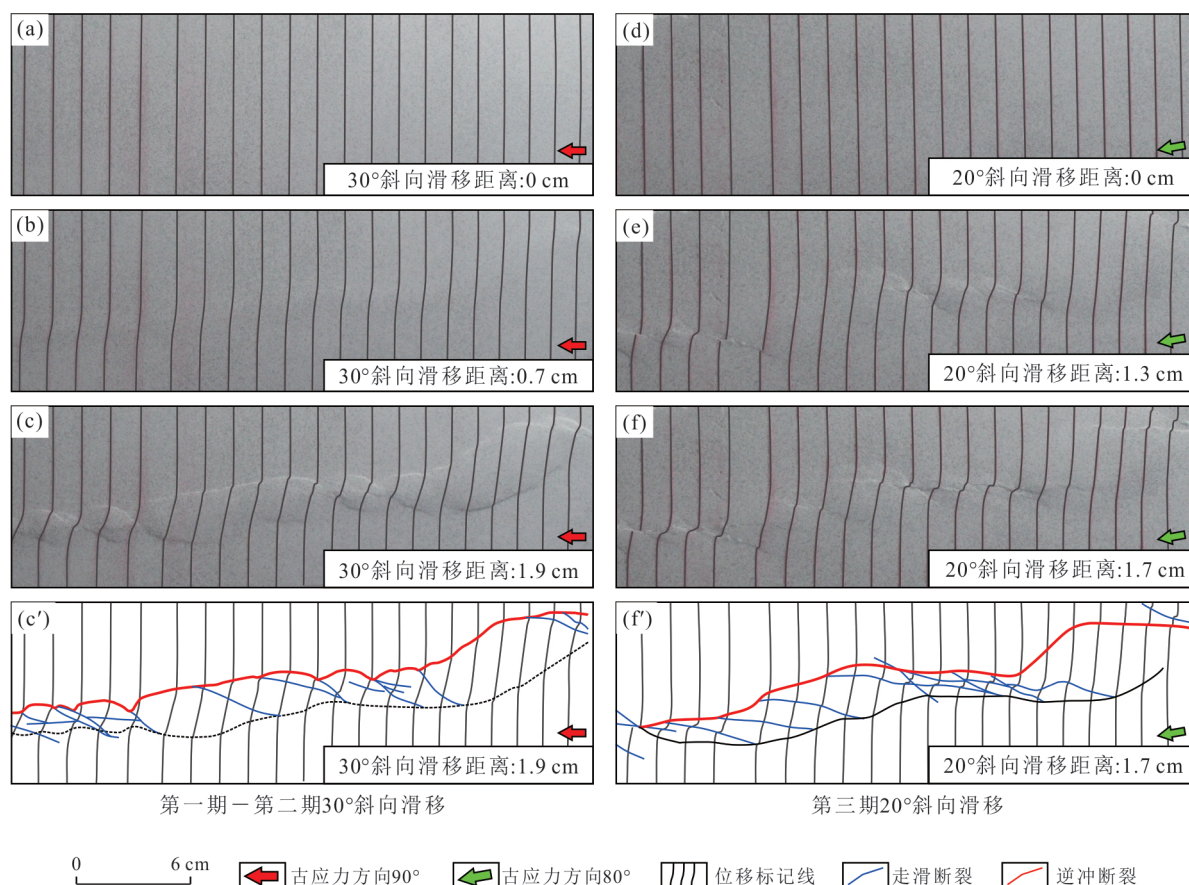 (a)
30°斜向滑移距离:0 cm
(b)
30°斜向滑移距离:0.7 cm
(c)
30°斜向滑移距离:1.9 cm
(c′)
30°斜向滑移距离:1.9 cm
第一期－第二期30°斜向滑移
(d)
20°斜向滑移距离:0 cm
(e)
20°斜向滑移距离:1.3 cm
(f)
20°斜向滑移距离:1.7 cm
(f′)
20°斜向滑移距离:1.7 cm
第三期20°斜向滑移
0 6 cm
古应力方向90° 古应力方向80° 位移标记线 走滑断裂 逆冲断裂